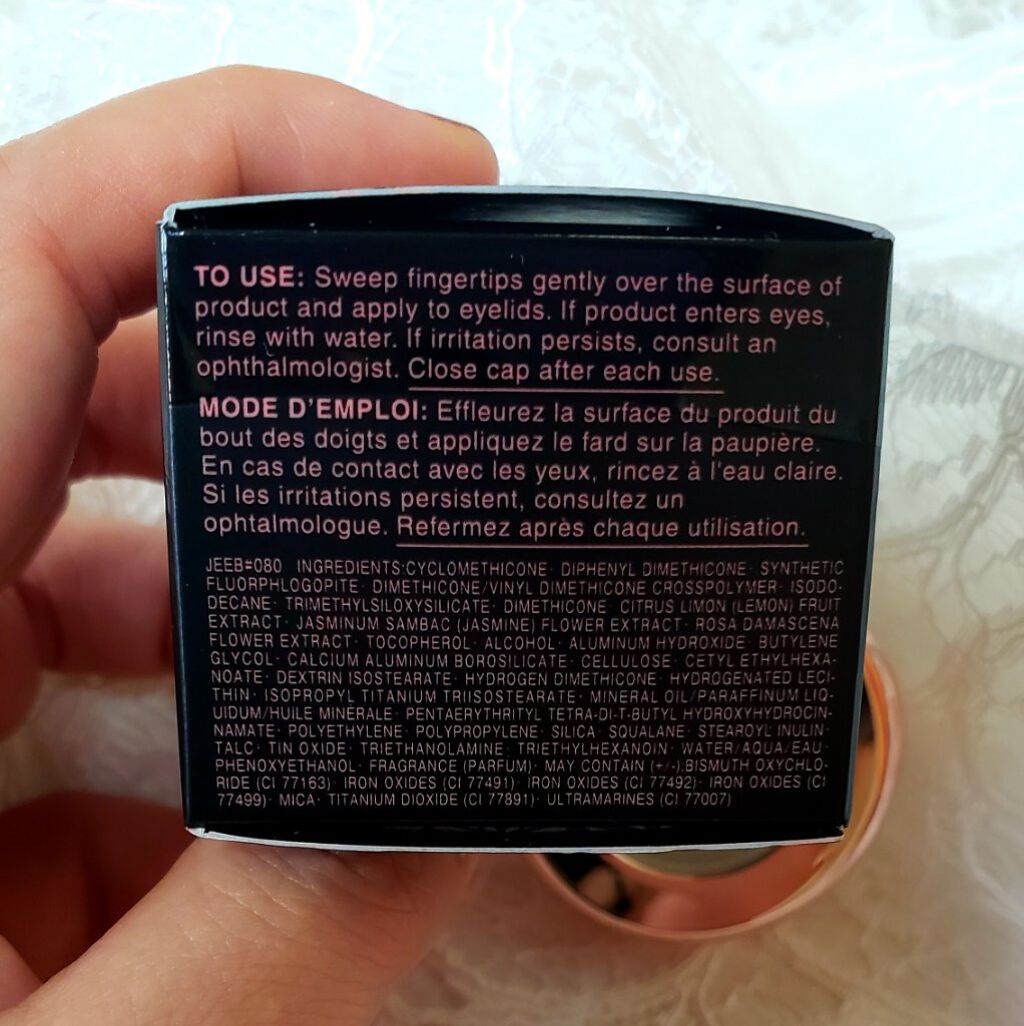 TO USE: Sweep fingertips gently over the surface of
product and apply to eyelids. If product enters eyes,
rinse with water. If irritation persists, consult an
ophthalmologist. Close cap after each use.
MODE D'EMPLOI: Effleurez la surface du produit du
bout des doigts et appliquez le fard sur la paupière.
En cas de contact avec les yeux, rincez à l'eau claire.
Si les irritations persistent, consultez un
ophtalmologue. Refermez après chaque utilisation.
JEEB#080 INGREDIENTS:CYCLOMETHICONE· DIPHENYL DIMETHICONE· SYNTHETIC
FLUORPHLOGOPITE· DIMETHICONE/VINYL DIMETHICONE CROSSPOLYMER· ISODO-
DECANE· TRIMETHYLSILOXYSILICATE· DIMETHICONE· CITRUS LIMON (LEMON) FRUIT
EXTRACT· JASMINUM SAMBAC (JASMINE) FLOWER EXTRACT· ROSA DAMASCENA
FLOWER EXTRACT· TOCOPHEROL· ALCOHOL· ALUMINUM HYDROXIDE· BUTYLENE
GLYCOL· CALCIUM ALUMINUM BOROSILICATE· CELLULOSE· CETYL ETHYLHEXA-
NOATE· DEXTRIN ISOSTEARATE· HYDROGEN DIMETHICONE· HYDROGENATED LECI-
THIN· ISOPROPYL TITANIUM TRIISOSTEARATE· MINERAL OIL/PARAFFINUM LIQ-
UIDUM/HUILE MINERALE· PENTAERYTHRITYL TETRA-DI-T-BUTYL HYDROXYHYDROCIN-
NAMATE· POLYETHYLENE· POLYPROPYLENE· SILICA· SQUALANE· STEAROYL INULIN·
TALC· TIN OXIDE· TRIETHANOLAMINE· TRIETHYLHEXANOIN· WATER/AQUA/EAU·
PHENOXYETHANOL· FRAGRANCE (PARFUM)· MAY CONTAIN (+/-):BISMUTH OXYCHLO-
RIDE (CI 77163)· IRON OXIDES (CI 77491)· IRON OXIDES (CI 77492)· IRON OXIDES (CI
77499)· MICA· TITANIUM DIOXIDE (CI 77891)· ULTRAMARINES (CI 77007)